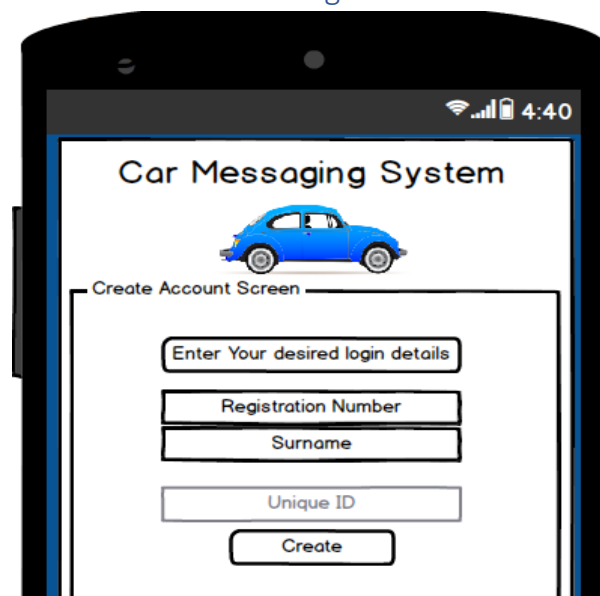 4:40
Car Messaging System
Create Account Screen
Enter Your desired login details
Registration Number
Surname
Unique ID
Create